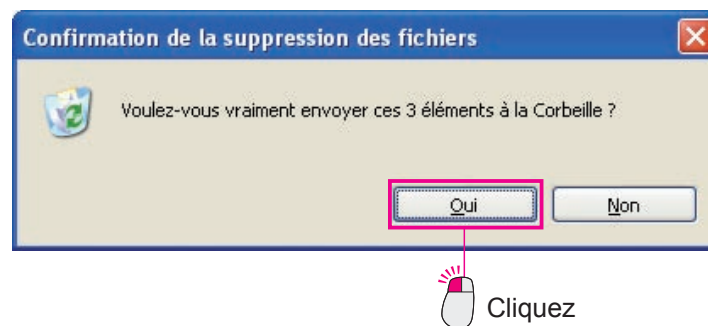 Confirmation de la suppression des fichiers
Voulez-vous vraiment envoyer ces 3 éléments à la Corbeille ?
Oui
Non
Cliquez